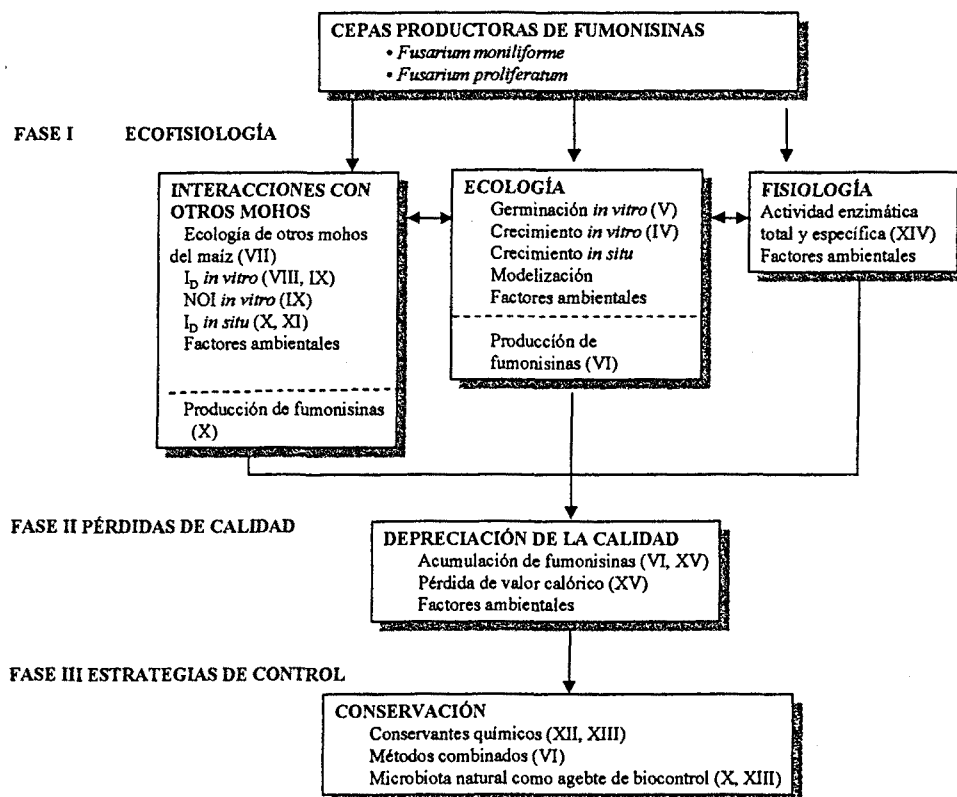 CEPAS PRODUCTORAS DE FUMONISINAS
• Fusarium moniliforme
• Fusarium proliferatum
FASE I ECOFISIOLOGÍA
INTERACCIONES CON
OTROS MOHOS
Ecología de otros mohos
del maíz (VII)
I_D in vitro (VIII, IX)
NOI in vitro (IX)
I_D in situ (X, XI)
Factores ambientales
Producción de fumonisinas
(X)
ECOLOGÍA
Germinación in vitro (V)
Crecimiento in vitro (IV)
Crecimiento in situ
Modelización
Factores ambientales
Producción de
fumonisinas (VI)
FISIOLOGÍA
Actividad enzimática
total y específica (XIV)
Factores ambientales
FASE II PÉRDIDAS DE CALIDAD
DEPRECIACIÓN DE LA CALIDAD
Acumulación de fumonisinas (VI, XV)
Pérdida de valor calórico (XV)
Factores ambientales
FASE III ESTRATEGIAS DE CONTROL
CONSERVACIÓN
Conservantes químicos (XII, XIII)
Métodos combinados (VI)
Microbiota natural como agebte de biocontrol (X, XIII)